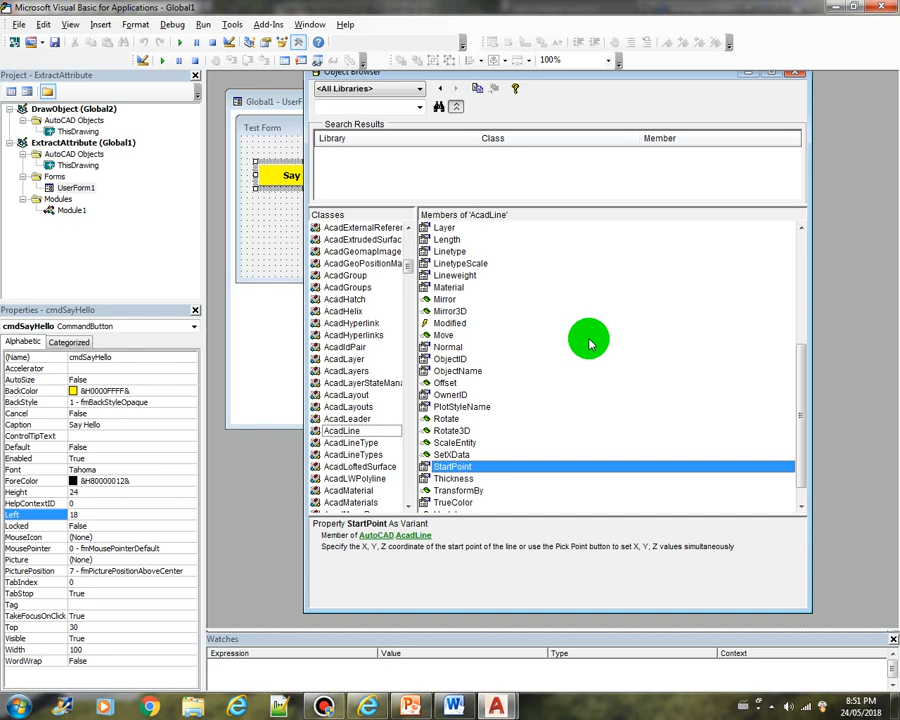 Microsoft Visual Basic for Applications - Global1
File Edit View Insert Format Debug Run Tools Add-Ins Window Help
100%
Project - ExtractAttribute
DrawObject (Global2)
AutoCAD Objects
ThisDrawing
ExtractAttribute (Global1)
AutoCAD Objects
ThisDrawing
Forms
UserForm1
Modules
Module1
Properties - cmdSayHello
cmdSayHello CommandButton
Alphabetic Categorized
(Name) cmdSayHello
Accelerator
AutoSize False
BackColor &H0000FFFF&
BackStyle 1 - fmBackStyleOpaque
Cancel False
Caption Say Hello
ControlTipText
Default False
Enabled True
Font Tahoma
ForeColor &H80000012&
Height 24
HelpContextID 0
Left 18
Locked False
MouseIcon (None)
MousePointer 0 - fmMousePointerDefault
Picture (None)
PicturePosition 7 - fmPicturePositionAboveCenter
TabIndex 0
TabStop True
Tag
TakeFocusOnClick True
Top 30
Visible True
Width 100
WordWrap False
Global1 - UserF
Test Form
Say
Object Browser
<All Libraries>
Search Results
Library Class Member
Classes
AcadExternalReferer
AcadExtrudedSurfac
AcadGeomapImage
AcadGeoPositionMa
AcadGroup
AcadGroups
AcadHatch
AcadHelix
AcadHyperlink
AcadHyperlinks
AcadIdPair
AcadLayer
AcadLayers
AcadLayerStateMana
AcadLayout
AcadLayouts
AcadLeader
AcadLine
AcadLineType
AcadLineTypes
AcadLoftedSurface
AcadLWPolyline
AcadMaterial
AcadMaterials
Members of 'AcadLine'
Layer
Length
Linetype
LinetypeScale
Lineweight
Material
Mirror
Mirror3D
Modified
Move
Normal
ObjectID
ObjectName
Offset
OwnerID
PlotStyleName
Rotate
Rotate3D
ScaleEntity
SetXData
StartPoint
Thickness
TransformBy
TrueColor
Property StartPoint As Variant
Member of AutoCAD.AcadLine
Specify the X, Y, Z coordinate of the start point of the line or use the Pick Point button to set X, Y, Z values simultaneously
Watches
Expression Value Type Context
8:51 PM
24/05/2018